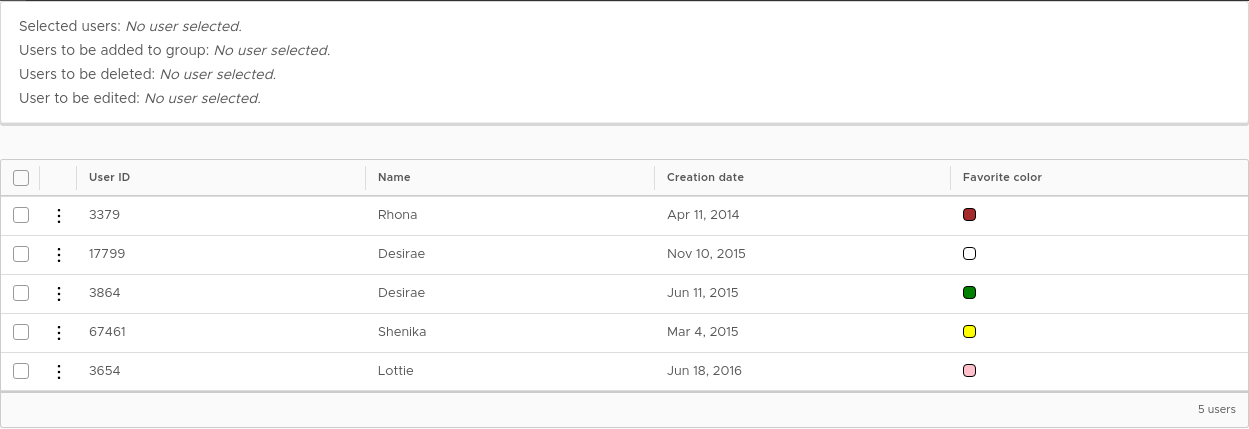 Selected users: No user selected.
Users to be added to group: No user selected.
Users to be deleted: No user selected.
User to be edited: No user selected.
User ID Name Creation date Favorite color
3379 Rhona Apr 11, 2014
17799 Desirae Nov 10, 2015
3864 Desirae Jun 11, 2015
67461 Shenika Mar 4, 2015
3654 Lottie Jun 18, 2016
5 users